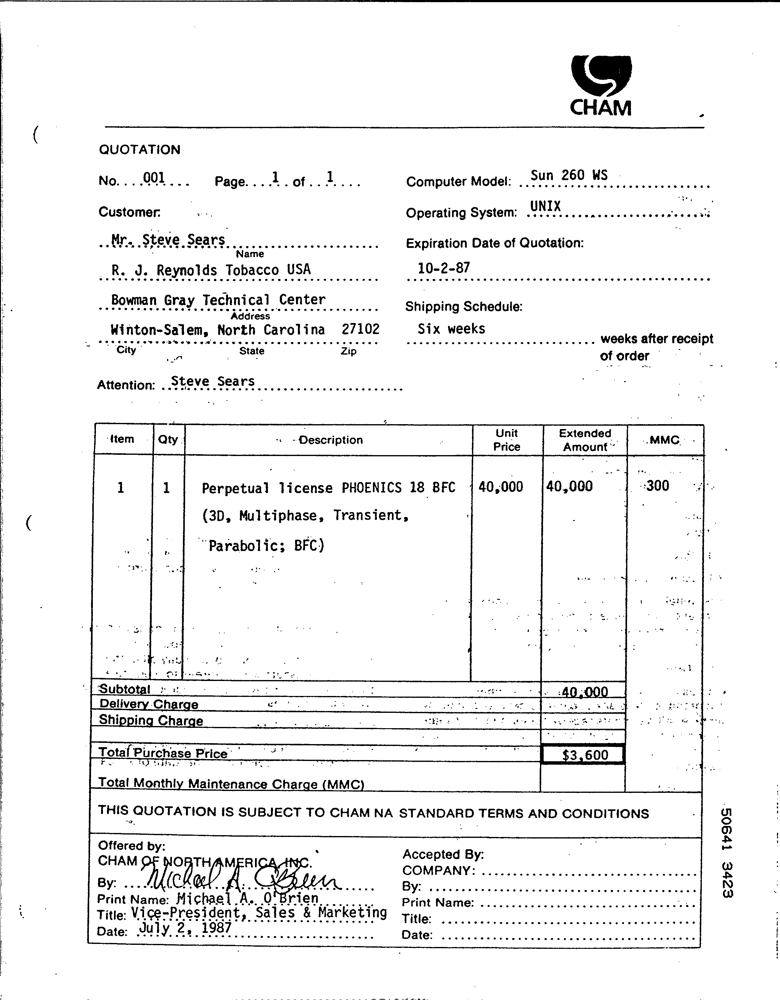 CHAM
QUOTATION
No. . . . 001 . . . Page. . . . 1 . . of . . 1 . . . .
Computer Model: . . Sun 260 WS
Customer:
Operating System: UNIX
Mr. Steve Sears
Name
Expiration Date of Quotation:
R. J. Reynolds Tobacco USA
10-2-87
Bowman Gray Technical Center
Address
Shipping Schedule:
Winton-Salem, North Carolina 27102
City State Zip
Six weeks
weeks after receipt
of order
Attention: Steve Sears
Item Qty Description Unit Price Extended Amount MMC
1 1 Perpetual license PHOENICS 18 BFC 40,000 40,000 300
(3D, Multiphase, Transient,
Parabolic; BFC)
Subtotal 40,000
Delivery Charge
Shipping Charge
Total Purchase Price $3,600
Total Monthly Maintenance Charge (MMC)
THIS QUOTATION IS SUBJECT TO CHAM NA STANDARD TERMS AND CONDITIONS
Offered by:
CHAM OF NORTH AMERICA, INC.
By: Michael A. O'Brien
Print Name: Michael A. O'Brien
Title: Vice-President, Sales & Marketing
Date: July 2, 1987
Accepted By:
COMPANY:
By:
Print Name:
Title:
Date:
50641 3423